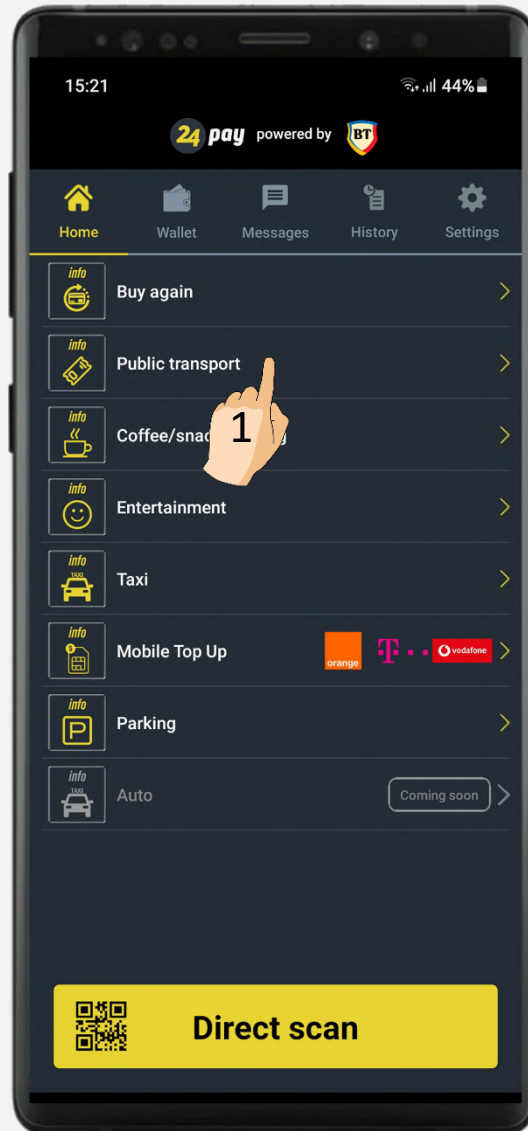 15:21
44%
24 pay powered by BT
Home Wallet Messages History Settings
info
Buy again
info
Public transport
info
Coffee/snac
1
info
Entertainment
info
TAXI
Taxi
info
Mobile Top Up
orange T vodafone
info
P
Parking
info
TAXI
Auto
Coming soon
Direct scan